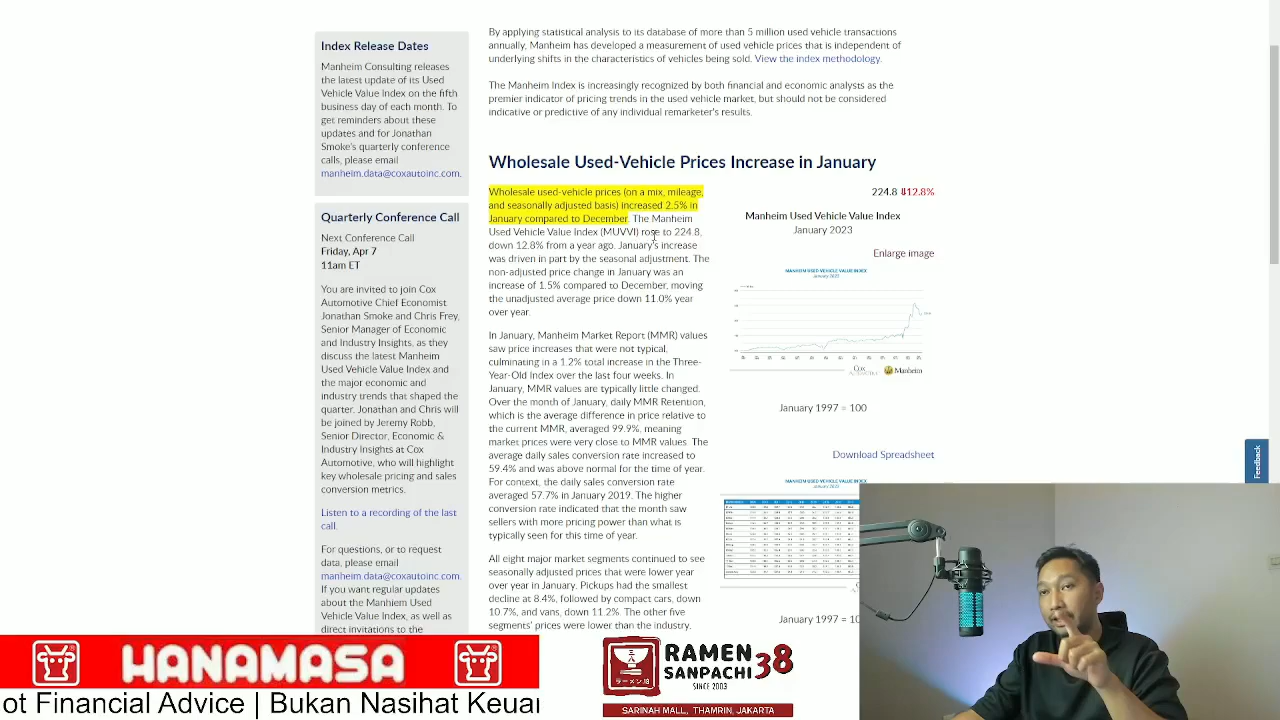 Index Release Dates
Manheim Consulting releases
the latest update of its Used
Vehicle Value Index on the fifth
business day of each month. To
get reminders about these
updates and for Jonathan
Smoke's quarterly conference
calls, please email
manheim.data@coxautoinc.com.
Quarterly Conference Call
Next Conference Call
Friday, Apr 7
11am ET
You are invited to join Cox
Automotive Chief Economist
Jonathan Smoke and Chris Frey,
Senior Manager of Economic
and Industry Insights, as they
discuss the latest Manheim
Used Vehicle Value Index and
the major economic and
industry trends that shaped the
quarter. Jonathan and Chris will
be joined by Jeremy Robb,
Senior Director, Economic &
Industry Insights at Cox
Automotive, who will highlight
key wholesale pricing and sales
conversion metrics.
Listen to a recording of the last
call.
For questions, or to request
data, please email
manheim.data@coxautoinc.com.
If you want regular updates
about the Manheim Used
Vehicle Value Index, as well as
direct invitations to the
By applying statistical analysis to its database of more than 5 million used vehicle transactions
annually, Manheim has developed a measurement of used vehicle prices that is independent of
underlying shifts in the characteristics of vehicles being sold. View the index methodology.
The Manheim Index is increasingly recognized by both financial and economic analysts as the
premier indicator of pricing trends in the used vehicle market, but should not be considered
indicative or predictive of any individual remarketer's results.
Wholesale Used-Vehicle Prices Increase in January
Wholesale used-vehicle prices (on a mix, mileage,
and seasonally adjusted basis) increased 2.5% in
January compared to December. The Manheim
Used Vehicle Value Index (MUVVI) rose to 224.8,
down 12.8% from a year ago. January's increase
was driven in part by the seasonal adjustment. The
non-adjusted price change in January was an
increase of 1.5% compared to December, moving
the unadjusted average price down 11.0% year
over year.
In January, Manheim Market Report (MMR) values
saw price increases that were not typical,
culminating in a 1.2% total increase in the Three-
Year-Old Index over the last four weeks. In
January, MMR values are typically little changed.
Over the month of January, daily MMR Retention,
which is the average difference in price relative to
the current MMR, averaged 99.9%, meaning
market prices were very close to MMR values. The
average daily sales conversion rate increased to
59.4% and was above normal for the time of year.
For context, the daily sales conversion rate
averaged 57.7% in January 2019. The higher
conversion rate indicated that the month saw
sellers with more pricing power than what is
typically seen for this time of year.
All eight major market segments continued to see
seasonally adjusted prices that were lower year
over year in January. Pickups had the smallest
decline at 8.4%, followed by compact cars, down
10.7%, and vans, down 11.2%. The other five
segments' prices were lower than the industry.
224.8 ⬇12.8%
Manheim Used Vehicle Value Index
January 2023
Enlarge image
MANHEIM USED VEHICLE VALUE INDEX
January 2023
Cox
Manheim
January 1997 = 100
Download Spreadsheet
MANHEIM USED VEHICLE VALUE INDEX
January 2023
January 1997 = 10
Feedback
HANAMASA
RAMEN
SANPACHI 38
SINCE 2003
SARINAH MALL, THAMRIN, JAKARTA
ot Financial Advice | Bukan Nasihat Keua